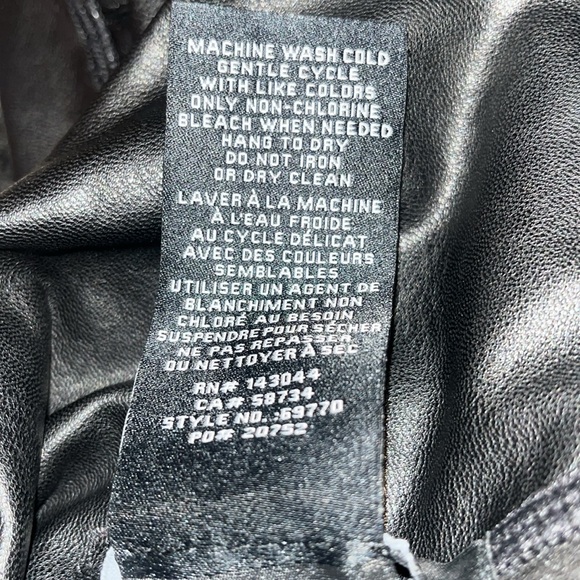 MACHINE WASH COLD
GENTLE CYCLE
WITH LIKE COLORS
ONLY NON-CHLORINE
BLEACH WHEN NEEDED
HANG TO DRY
DO NOT IRON
OR DRY CLEAN
LAVER À LA MACHINE
À L'EAU FROIDE
AU CYCLE DÉLICAT
AVEC DES COULEURS
SEMBLABLES
UTILISER UN AGENT DE
BLANCHIMENT NON
CHLORÉ AU BESOIN
SUSPENDRE POUR SÉCHER
NE PAS REPASSER
OU NETTOYER À SEC
RN# 143044
CA# 58734
STYLE NO.:69770
PO# 20752